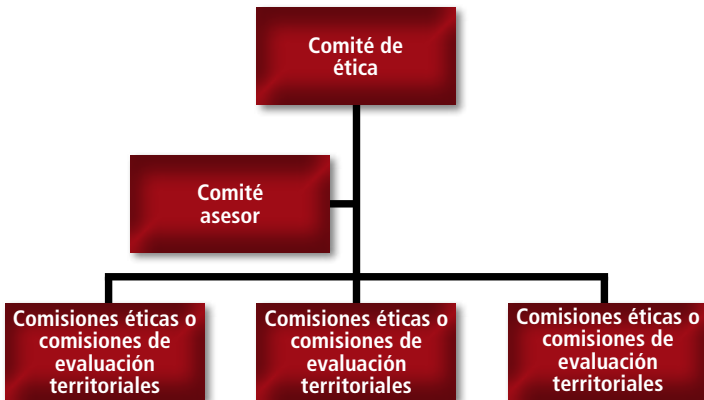 Comité de
ética
Comité
asesor
Comisiones éticas o
comisiones de
evaluación
territoriales
Comisiones éticas o
comisiones de
evaluación
territoriales
Comisiones éticas o
comisiones de
evaluación
territoriales